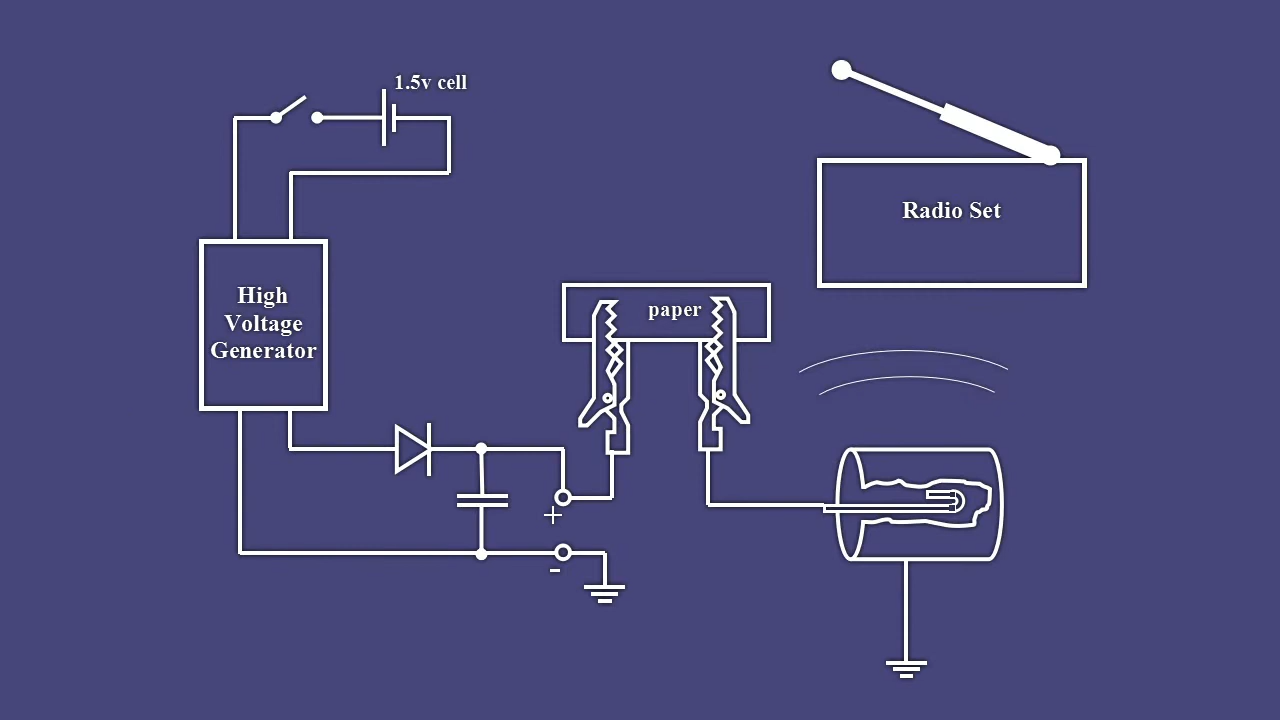 1.5v cell
Radio Set
High
Voltage
Generator
paper
+
-